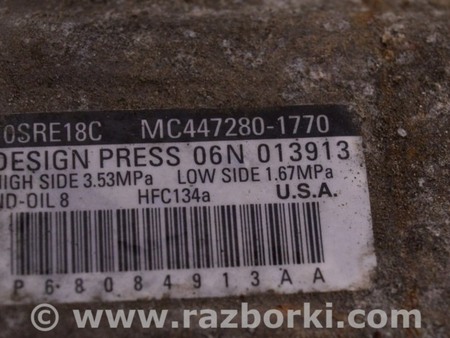 0SRE18C MC447280-1770
DESIGN PRESS 06N 013913
HIGH SIDE 3.53MPa LOW SIDE 1.67MPa
ND-OIL 8 HFC134a U.S.A.
P68084913AA
www.razborki.com